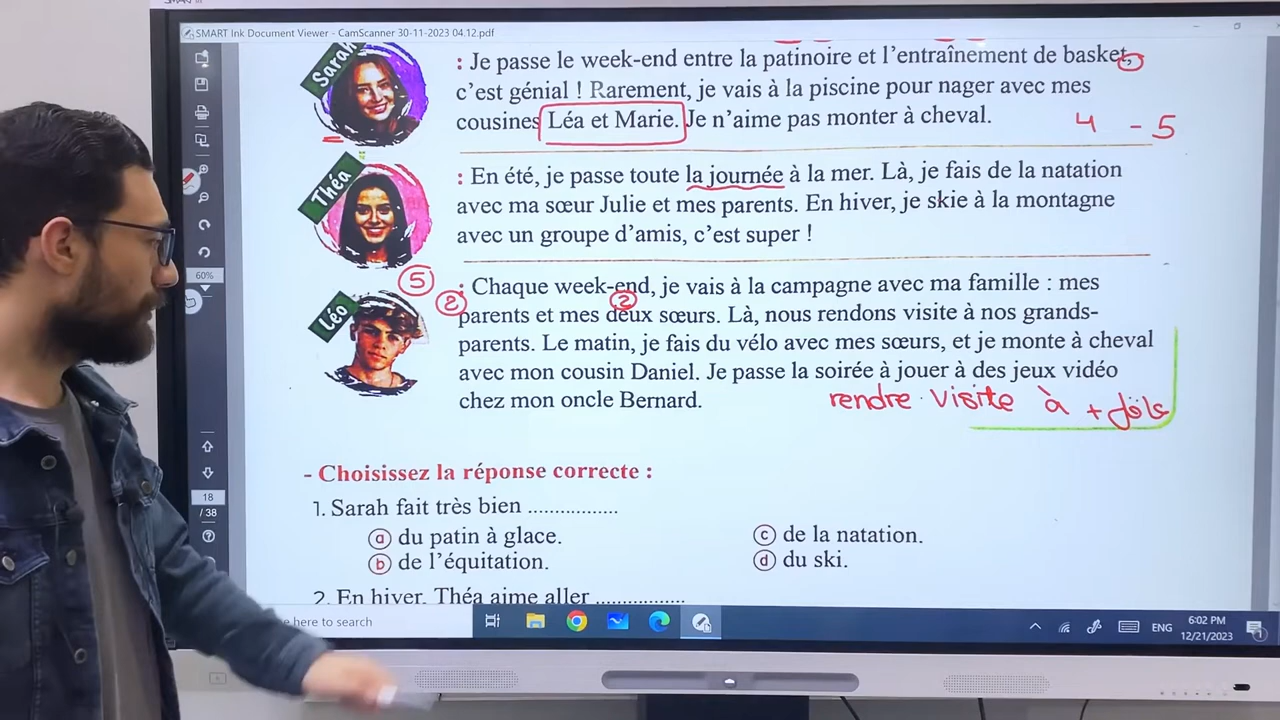 SMART Ink Document Viewer - CamScanner 30-11-2023 04.12.pdf
Sarah
: Je passe le week-end entre la patinoire et l'entraînement de basket,
c'est génial ! Rarement, je vais à la piscine pour nager avec mes
cousines Léa et Marie. Je n'aime pas monter à cheval.
4 - 5
Théa
: En été, je passe toute la journée à la mer. Là, je fais de la natation
avec ma sœur Julie et mes parents. En hiver, je skie à la montagne
avec un groupe d'amis, c'est super !
60%
5
Léo
: Chaque week-end, je vais à la campagne avec ma famille : mes
2
2
parents et mes deux sœurs. Là, nous rendons visite à nos grands-
parents. Le matin, je fais du vélo avec mes sœurs, et je monte à cheval
avec mon cousin Daniel. Je passe la soirée à jouer à des jeux vidéo
chez mon oncle Bernard.
rendre visite à +
- Choisissez la réponse correcte :
18
/ 38
1. Sarah fait très bien .................
a du patin à glace.
c de la natation.
b de l'équitation.
d du ski.
2. En hiver, Théa aime aller .................
e here to search
ENG
6:02 PM
12/21/2023